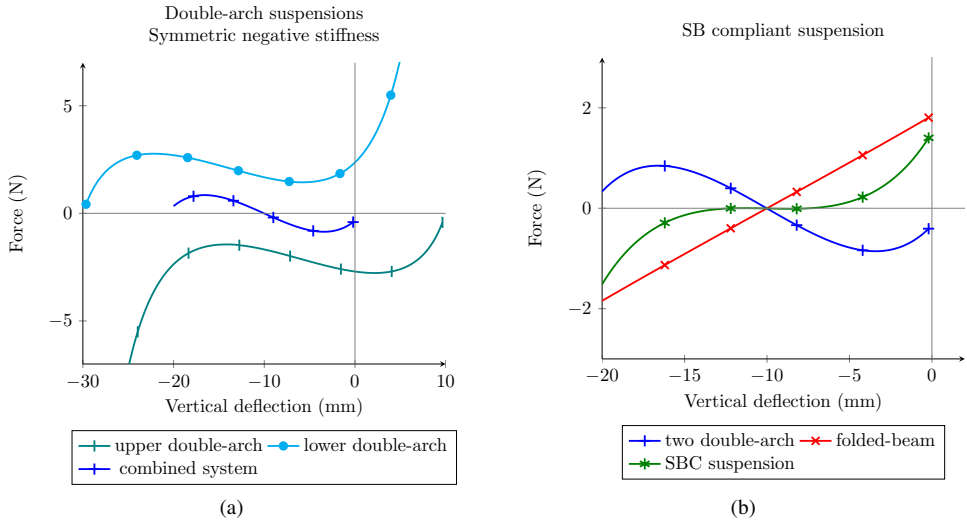 Double-arch suspensions
Symmetric negative stiffness
5
0
−5
−30 −20 −10 0 10
Force (N)
Vertical deflection (mm)
upper double-arch lower double-arch
combined system
(a)
SB compliant suspension
2
0
−2
−20 −15 −10 −5 0
Force (N)
Vertical deflection (mm)
two double-arch folded-beam
SBC suspension
(b)